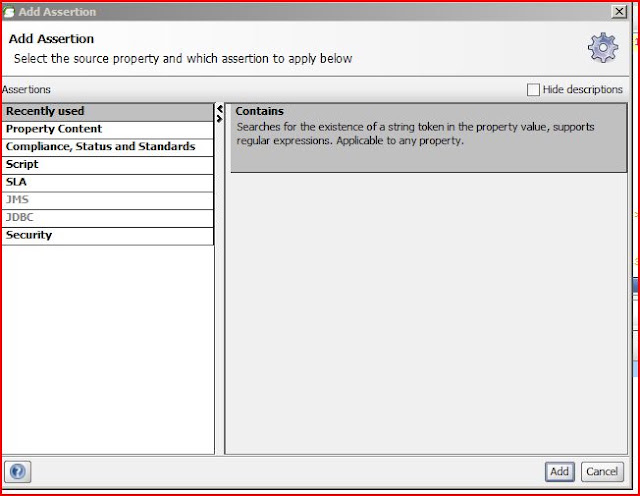 Add Assertion
Add Assertion
Select the source property and which assertion to apply below
Assertions
Hide descriptions
Recently used
Property Content
Compliance, Status and Standards
Script
SLA
JMS
JDBC
Security
Contains
Searches for the existence of a string token in the property value, supports
regular expressions. Applicable to any property.
?
Add
Cancel